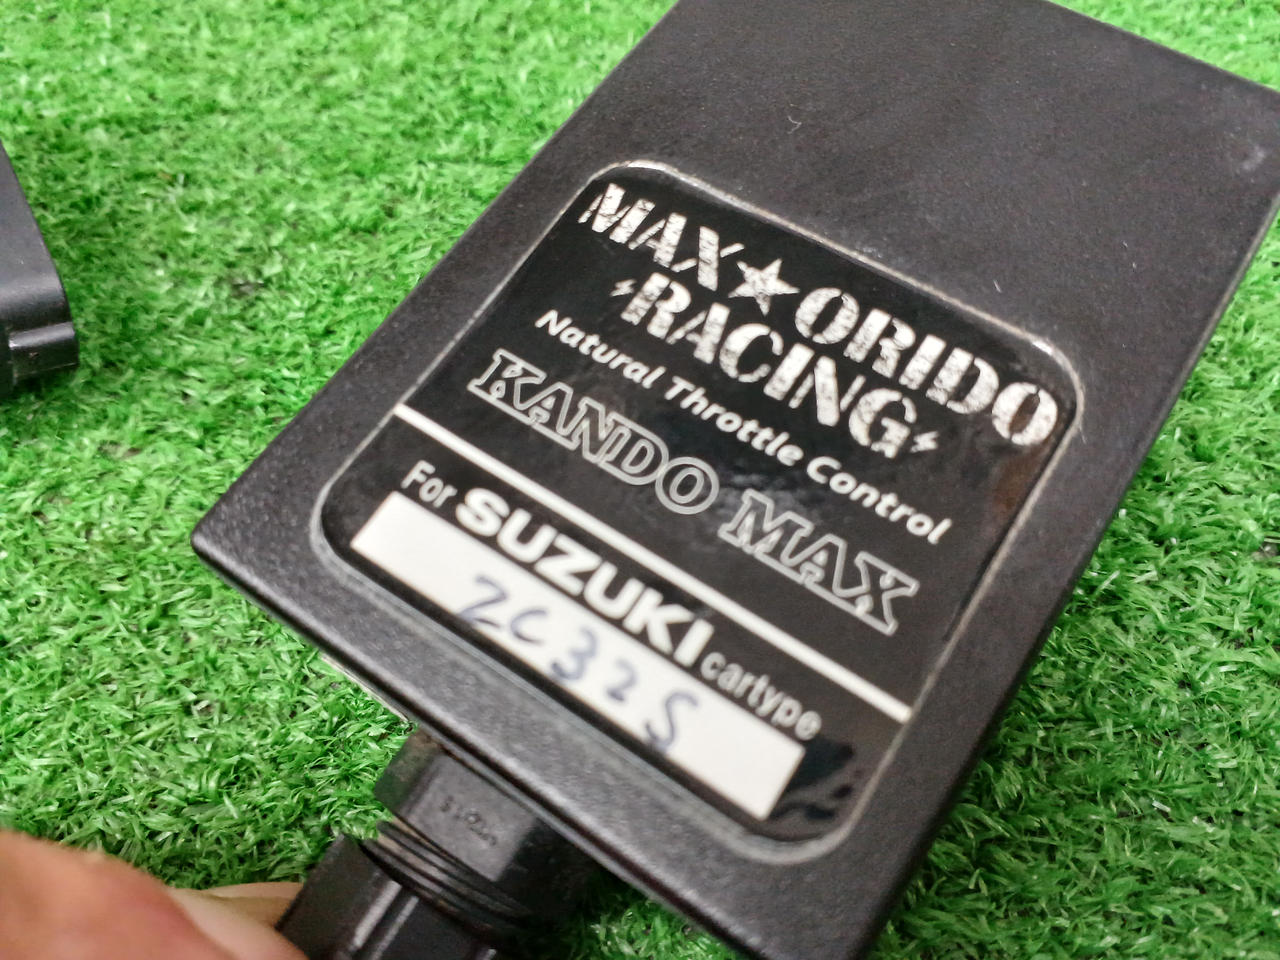 MAX★ORIDO
RACING
Natural Throttle Control
KANDO MAX
For SUZUKI cartype
ZC32S